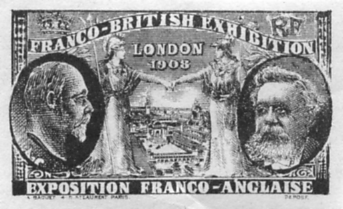 RF
FRANCO-BRITISH EXHIBITION
LONDON
1908
EXPOSITION FRANCO-ANGLAISE